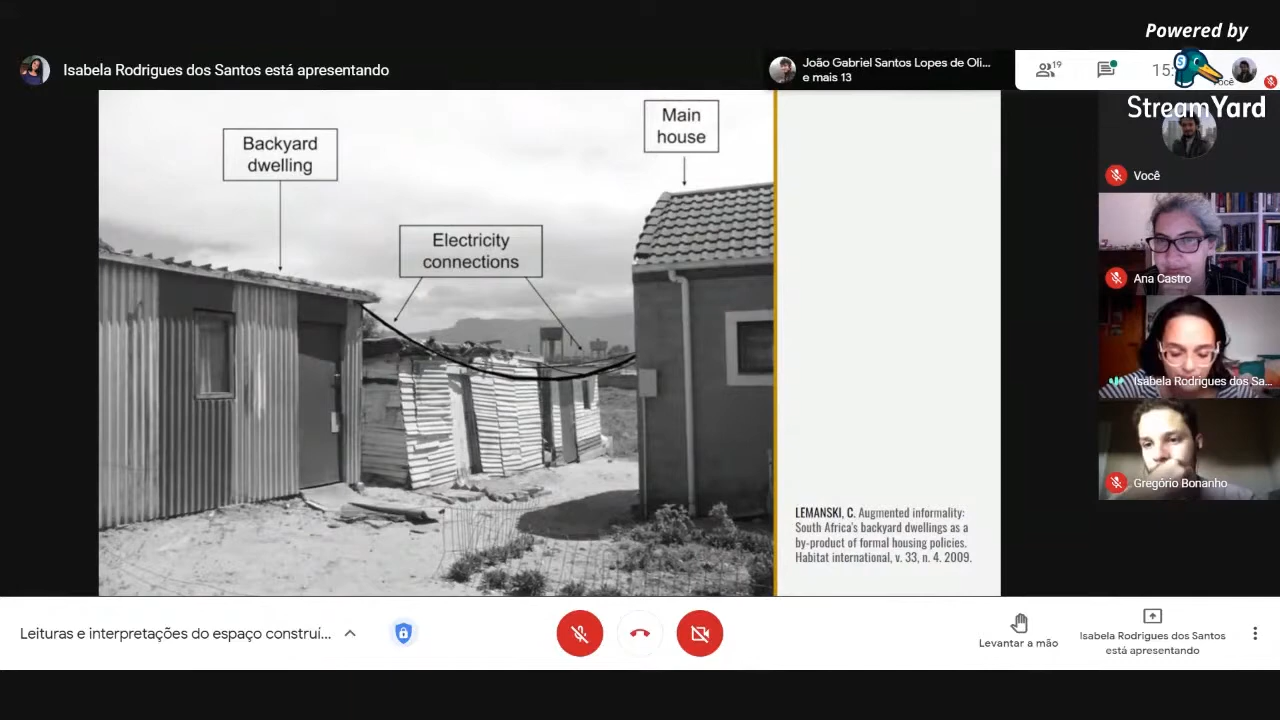 Powered by
StreamYard
Isabela Rodrigues dos Santos está apresentando
João Gabriel Santos Lopes de Oli...
e mais 13
19
15:
você
Backyard
dwelling
Electricity
connections
Main
house
LEMANSKI, C. Augmented informality:
South Africa's backyard dwellings as a
by-product of formal housing policies.
Habitat international, v. 33, n. 4. 2009.
Você
Ana Castro
Isabela Rodrigues dos Sa...
Gregório Bonanho
Leituras e interpretações do espaço construí...
Levantar a mão
Isabela Rodrigues dos Santos
está apresentando